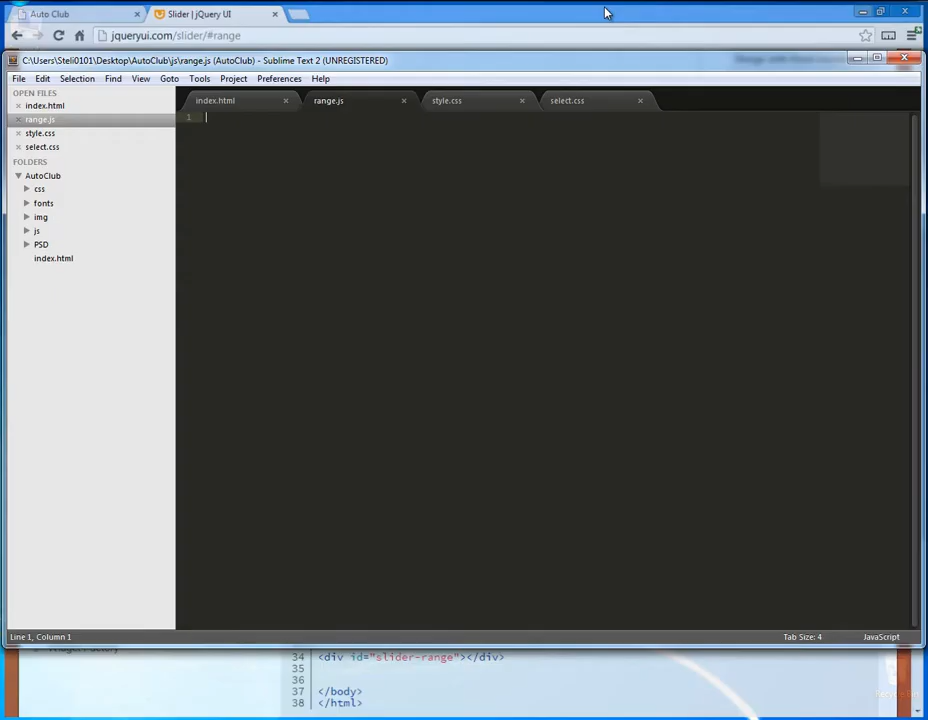 Auto Club
Slider | jQuery UI
jqueryui.com/slider/#range
C:\Users\Steli0101\Desktop\AutoClub\js\range.js (AutoClub) - Sublime Text 2 (UNREGISTERED)
File Edit Selection Find View Goto Tools Project Preferences Help
OPEN FILES
index.html
range.js
style.css
select.css
FOLDERS
AutoClub
css
fonts
img
js
PSD
index.html
index.html range.js style.css select.css
1
Line 1, Column 1
Tab Size: 4
JavaScript
34 <div id="slider-range"></div>
35
36
37 </body>
38 </html>